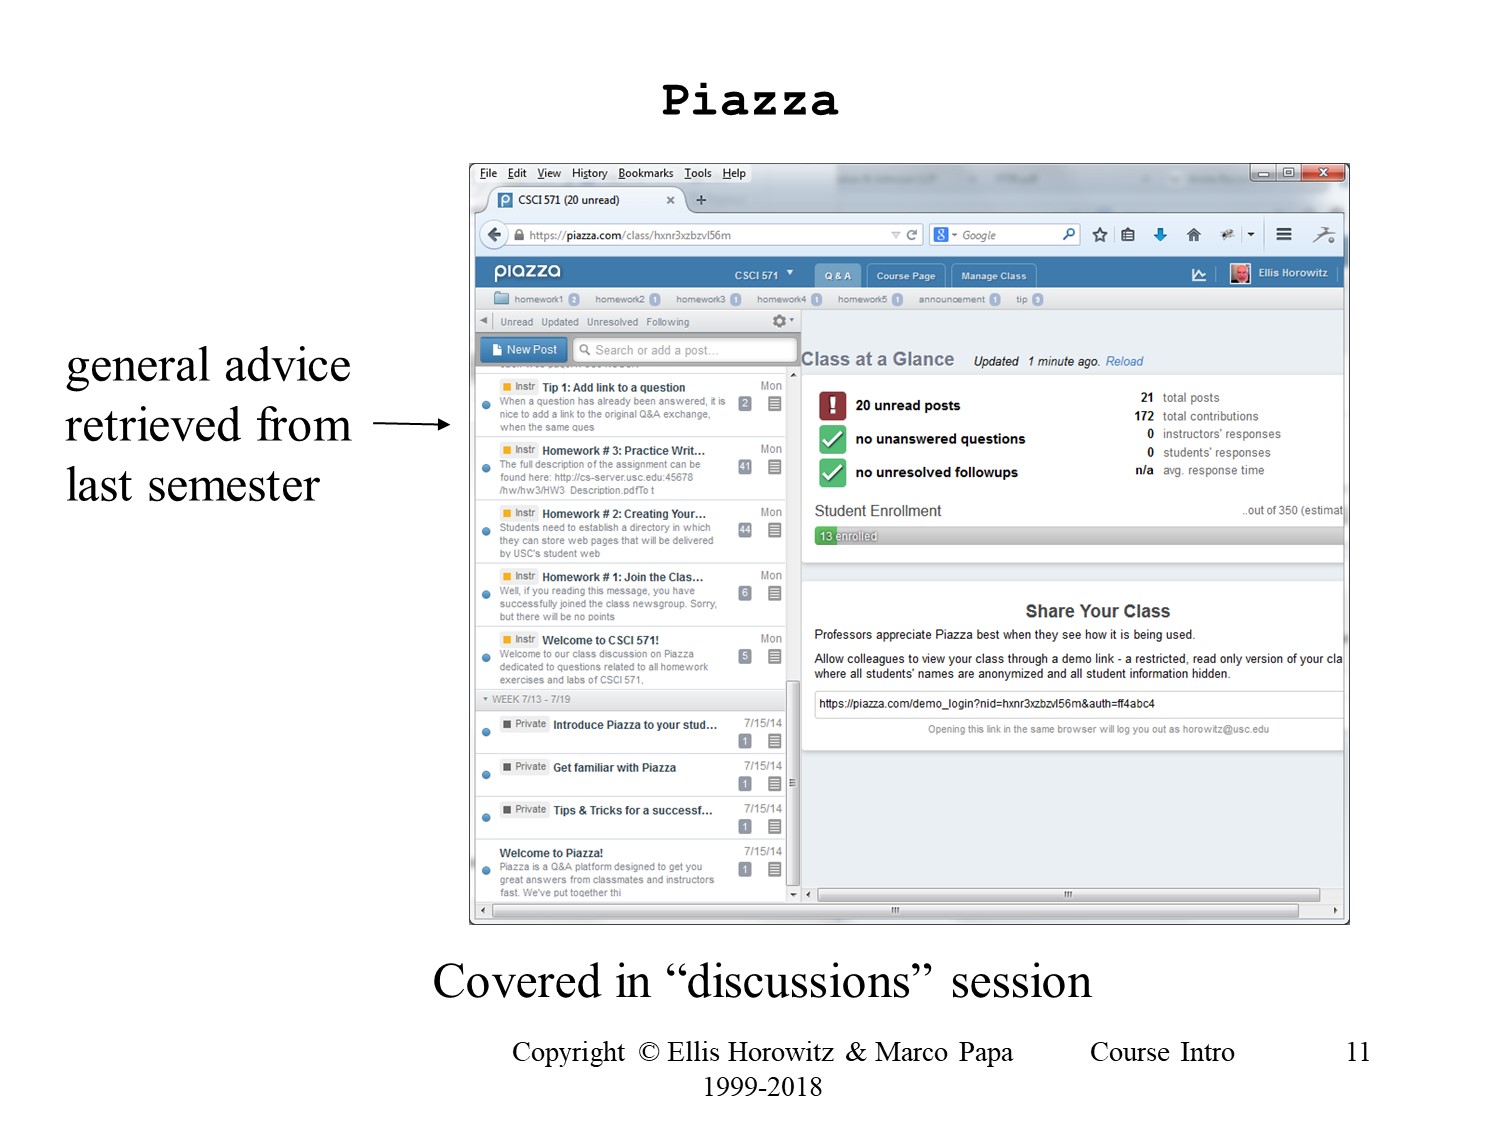 Piazza
general advice
retrieved from
last semester
File Edit View History Bookmarks Tools Help
CSCI 571 (20 unread)
https://piazza.com/class/hxnr3xzbzvl56m
Google
piazza CSCI 571 Q & A Course Page Manage Class Ellis Horowitz
homework1 2 homework2 1 homework3 1 homework4 1 homework5 1 announcement 1 tip 9
Unread Updated Unresolved Following
New Post Search or add a post...
Instr Tip 1: Add link to a question Mon
When a question has already been answered, it is 2
nice to add a link to the original Q&A exchange,
when the same ques
Instr Homework # 3: Practice Writ... Mon
The full description of the assignment can be 41
found here: http://cs-server.usc.edu:45678
/hw/hw3/HW3_Description.pdfTo t
Instr Homework # 2: Creating Your... Mon
Students need to establish a directory in which 44
they can store web pages that will be delivered
by USC's student web
Instr Homework # 1: Join the Clas... Mon
Well, if you reading this message, you have 6
successfully joined the class newsgroup. Sorry,
but there will be no points
Instr Welcome to CSCI 571! Mon
Welcome to our class discussion on Piazza 5
dedicated to questions related to all homework
exercises and labs of CSCI 571,
WEEK 7/13 - 7/19
Private Introduce Piazza to your stud... 7/15/14
1
Private Get familiar with Piazza 7/15/14
1
Private Tips & Tricks for a successf... 7/15/14
1
Welcome to Piazza! 7/15/14
Piazza is a Q&A platform designed to get you 1
great answers from classmates and instructors
fast. We've put together thi
Class at a Glance Updated 1 minute ago. Reload
20 unread posts
no unanswered questions
no unresolved followups
21 total posts
172 total contributions
0 instructors' responses
0 students' responses
n/a avg. response time
Student Enrollment ..out of 350 (estimat
13 enrolled
Share Your Class
Professors appreciate Piazza best when they see how it is being used.
Allow colleagues to view your class through a demo link - a restricted, read only version of your cla
where all students' names are anonymized and all student information hidden.
https://piazza.com/demo_login?nid=hxnr3xzbzvl56m&auth=ff4abc4
Opening this link in the same browser will log you out as horowitz@usc.edu
Covered in “discussions” session
Copyright © Ellis Horowitz & Marco Papa Course Intro 11
1999-2018